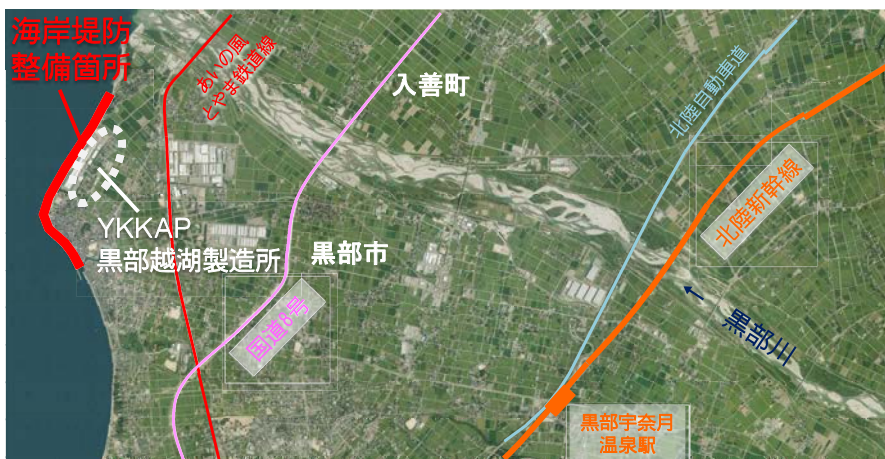 海岸堤防
整備箇所
あいの風
とやま鉄道線
入善町
北陸自動車道
北陸新幹線
YKKAP
黒部越湖製造所
黒部市
国道8号
黒部川
黒部宇奈月
温泉駅